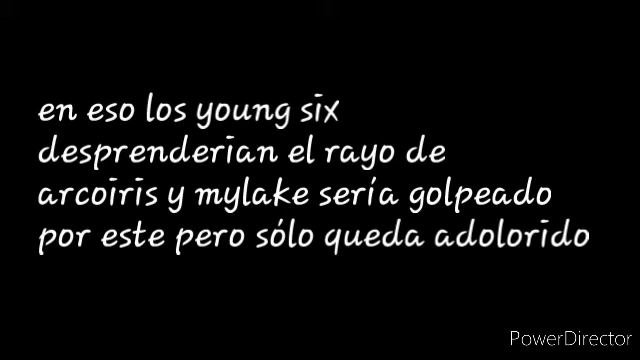 en eso los young six
desprenderian el rayo de
arcoiris y mylake sería golpeado
por este pero sólo queda adolorido
PowerDirector